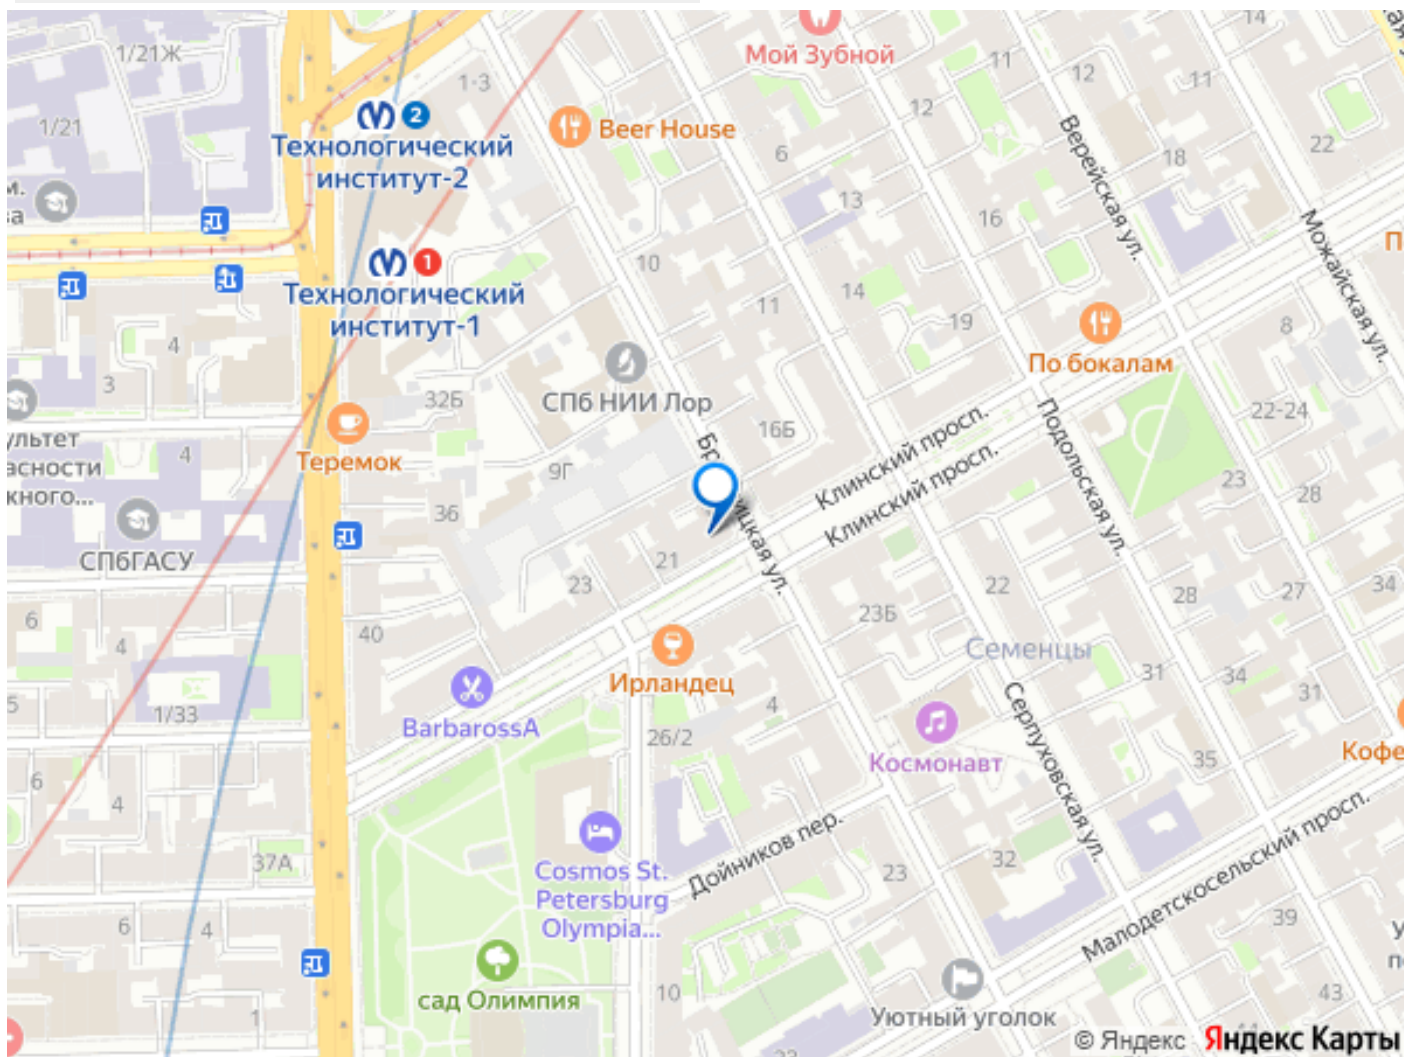 14
1/21Ж
1-3
Мой Зубной
11
12
11
2
Технологический
институт-2
1/21
Beer House
12
6
Верейская ул.
18
22
13
16
Можайская ул.
1
Технологический
институт-1
10
14
11
19
8
4
3
По бокалам
32Б
СПб НИИ Лор
16Б
Подольская ул.
22-24
Теремок
4
9Г
Клинский просп.
Клинский просп.
23
28
36
СПбГАСУ
21
23
22
28
27
34
6
4
40
23Б
Семенцы
31
34
31
Ирландец
4
5
1/33
BarbarossA
26/2
Космонавт
Серпуховская ул.
35
Кофе
6
4
Cosmos St.
Petersburg
Olympia...
Дойников пер.
37А
23
32
Малодетскосельский просп.
6
4
39
сад Олимпия
10
Уютный уголок
43
1
© Яндекс Яндекс Карты